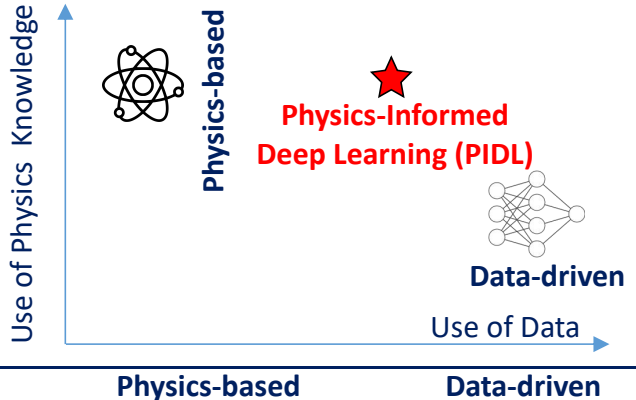 Use of Physics Knowledge
Physics-based
Physics-Informed
Deep Learning (PIDL)
Data-driven
Use of Data
Physics-based
Data-driven